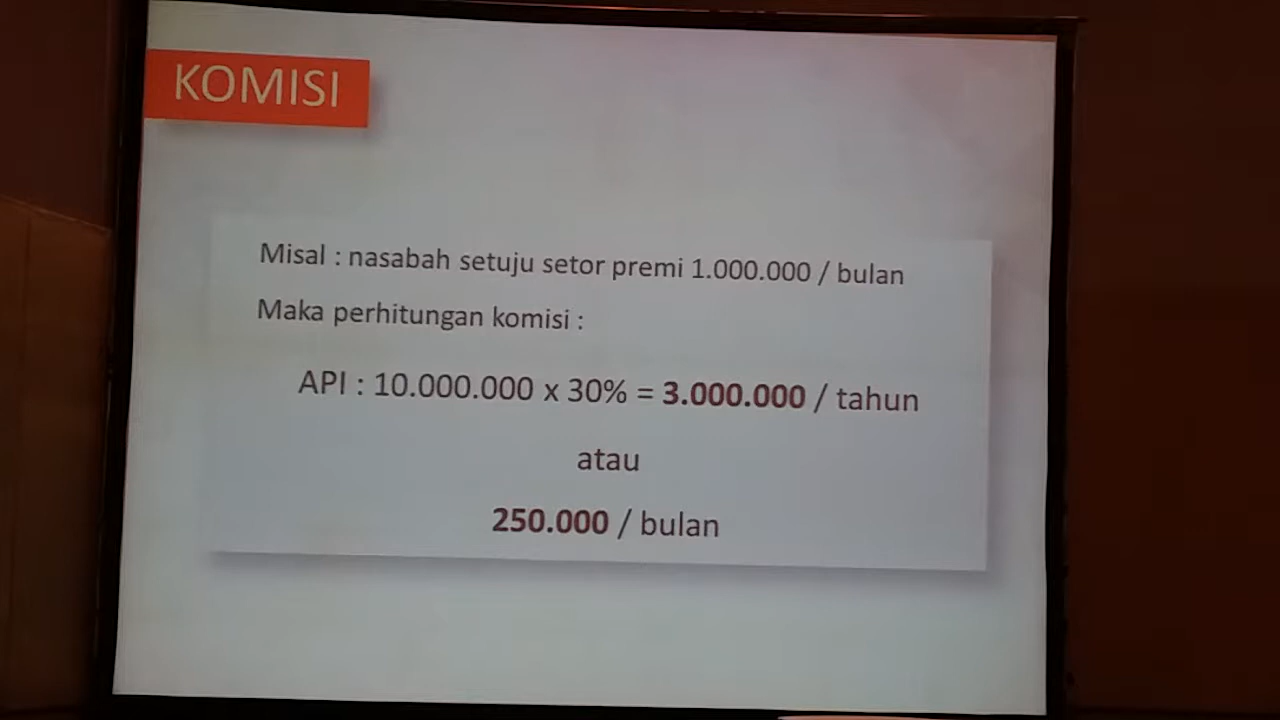 KOMISI
Misal : nasabah setuju setor premi 1.000.000 / bulan
Maka perhitungan komisi :
API : 10.000.000 x 30% = 3.000.000 / tahun
atau
250.000 / bulan